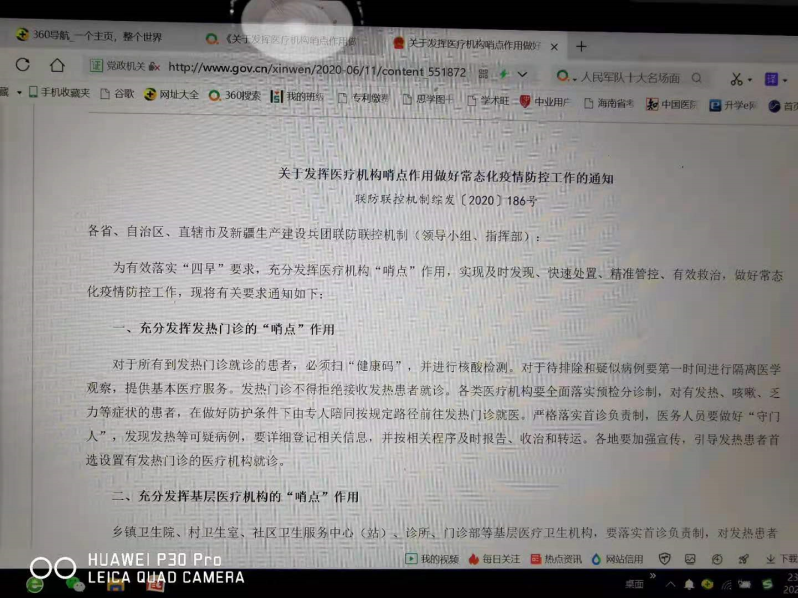 360导航_一个主页，整个世界
关于发挥医疗机构哨点作用做好
党政机关
http://www.gov.cn/xinwen/2020-06/11/content_551872
人民军队十大名场面
手机收藏夹 谷歌 网址大全 360搜索 我的班级 专利缴费 思学图书 学术旺 中业用户 海南省考 中国医院 升学e网 首页
关于发挥医疗机构哨点作用做好常态化疫情防控工作的通知
联防联控机制综发〔2020〕186号
各省、自治区、直辖市及新疆生产建设兵团联防联控机制（领导小组、指挥部）：
为有效落实“四早”要求，充分发挥医疗机构“哨点”作用，实现及时发现、快速处置、精准管控、有效救治，做好常态
化疫情防控工作，现将有关要求通知如下：
一、充分发挥发热门诊的“哨点”作用
对于所有到发热门诊就诊的患者，必须扫“健康码”，并进行核酸检测。对于待排除和疑似病例要第一时间进行隔离医学
观察，提供基本医疗服务。发热门诊不得拒绝接收发热患者就诊。各类医疗机构要全面落实预检分诊制，对有发热、咳嗽、乏
力等症状的患者，在做好防护条件下由专人陪同按规定路径前往发热门诊就医。严格落实首诊负责制，医务人员要做好“守门
人”，发现发热等可疑病例，要详细登记相关信息，并按相关程序及时报告、收治和转运。各地要加强宣传，引导发热患者首
选设置有发热门诊的医疗机构就诊。
二、充分发挥基层医疗机构的“哨点”作用
乡镇卫生院、村卫生室、社区卫生服务中心（站）、诊所、门诊部等基层医疗卫生机构，要落实首诊负责制，对发热患者
我的视频 每日关注 热点资讯 网站信用 下载
HUAWEI P30 Pro
LEICA QUAD CAMERA
桌面